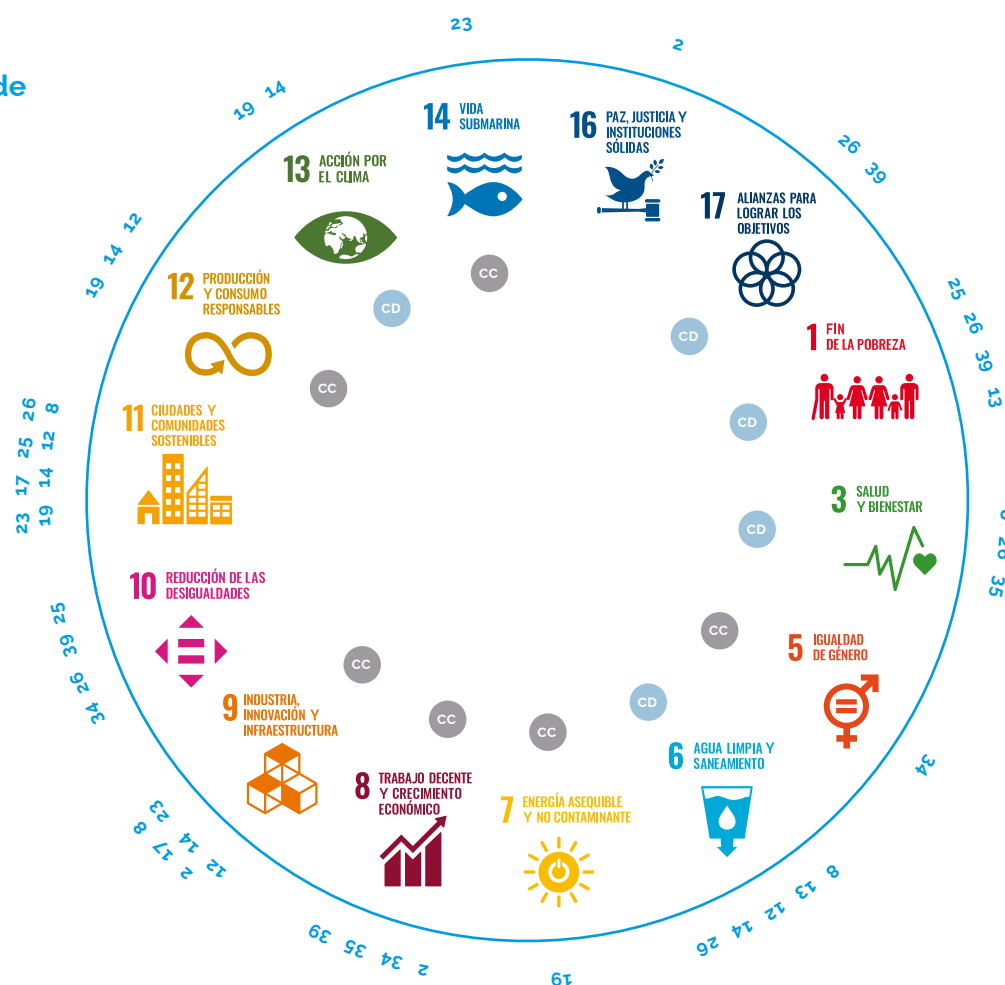 de
23
2
19 14
26 39
14 VIDA
SUBMARINA
16 PAZ, JUSTICIA Y
INSTITUCIONES
SÓLIDAS
13 ACCIÓN POR
EL CLIMA
17 ALIANZAS PARA
LOGRAR LOS
OBJETIVOS
19 14 12
CC
CD
12 PRODUCCIÓN
Y CONSUMO
RESPONSABLES
CD
25 26 39 13
1 FIN
DE LA POBREZA
CC
CD
23 17 25 26
19 14 12 8
11 CIUDADES Y
COMUNIDADES
SOSTENIBLES
3 SALUD
Y BIENESTAR
CD
26
35
10 REDUCCIÓN DE LAS
DESIGUALDADES
34 26 39 25
CC
5 IGUALDAD
DE GÉNERO
CC
9 INDUSTRIA,
INNOVACIÓN Y
INFRAESTRUCTURA
CD
CC
CC
6 AGUA LIMPIA Y
SANEAMIENTO
34
8 TRABAJO DECENTE
Y CRECIMIENTO
ECONÓMICO
7 ENERGÍA ASEQUIBLE
Y NO CONTAMINANTE
2 17 8 23
12 14
8 13 12 14 26
39 35 34 2
19